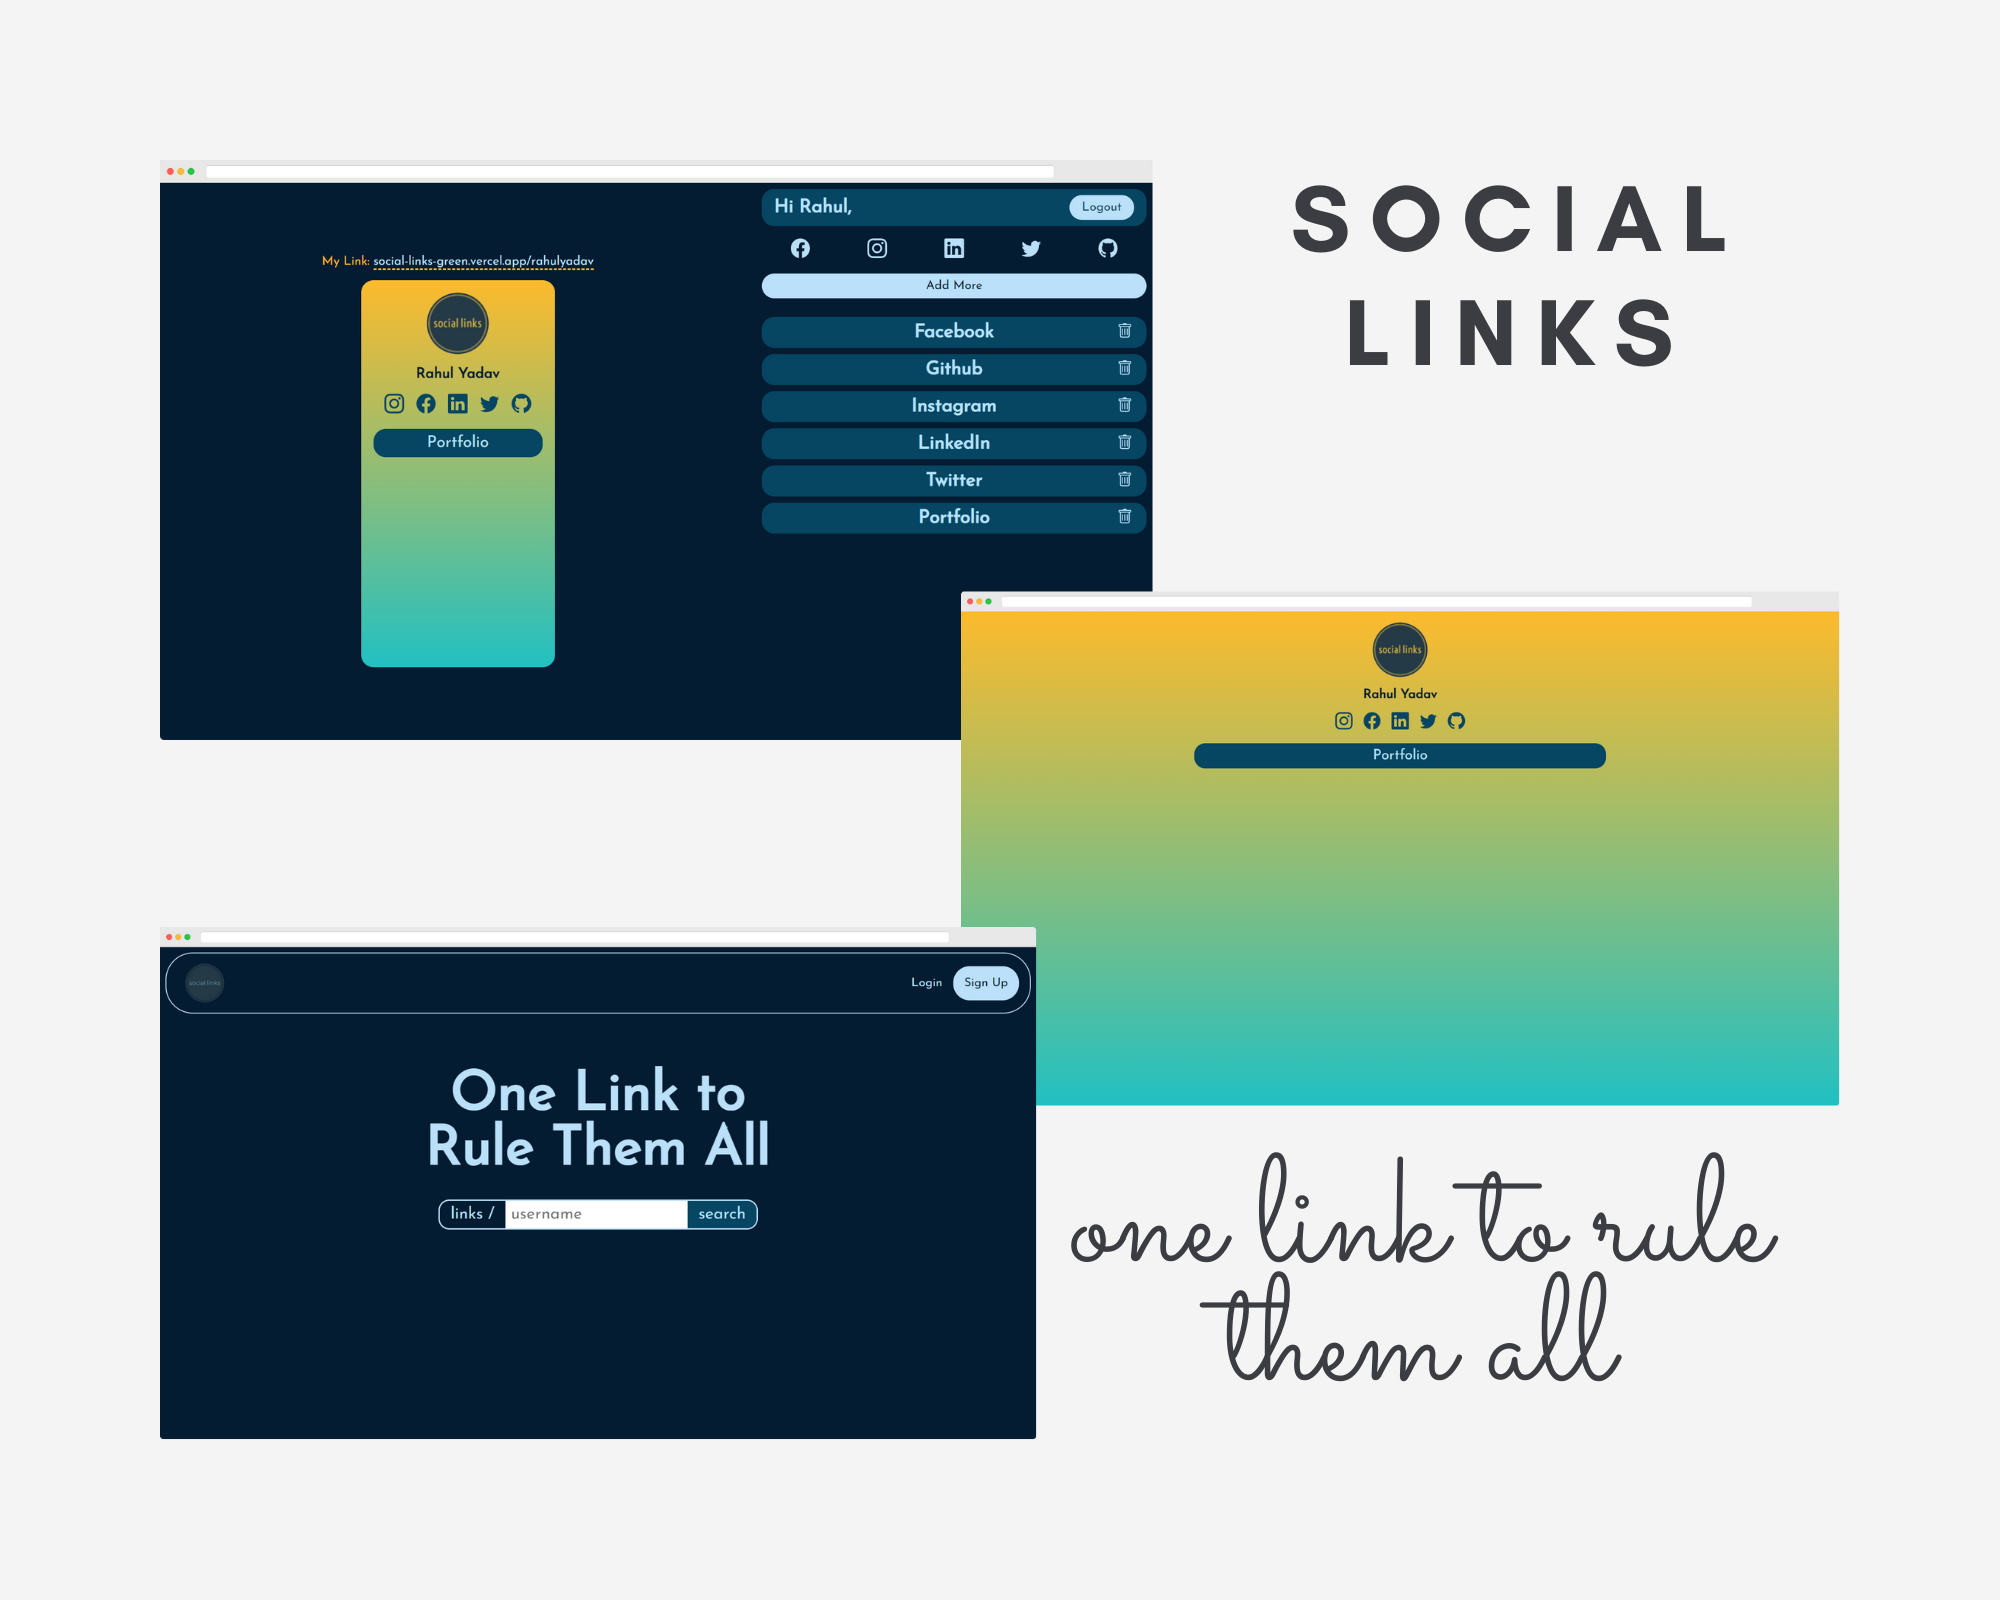 SOCIAL
LINKS
Hi Rahul,
Logout
My Link: social-links-green.vercel.app/rahulyadav
Add More
social links
Rahul Yadav
Portfolio
Facebook
Github
Instagram
LinkedIn
Twitter
Portfolio
social links
Rahul Yadav
Portfolio
social links
Login
Sign Up
One Link to
Rule Them All
links /
username
search
one link to rule
them all